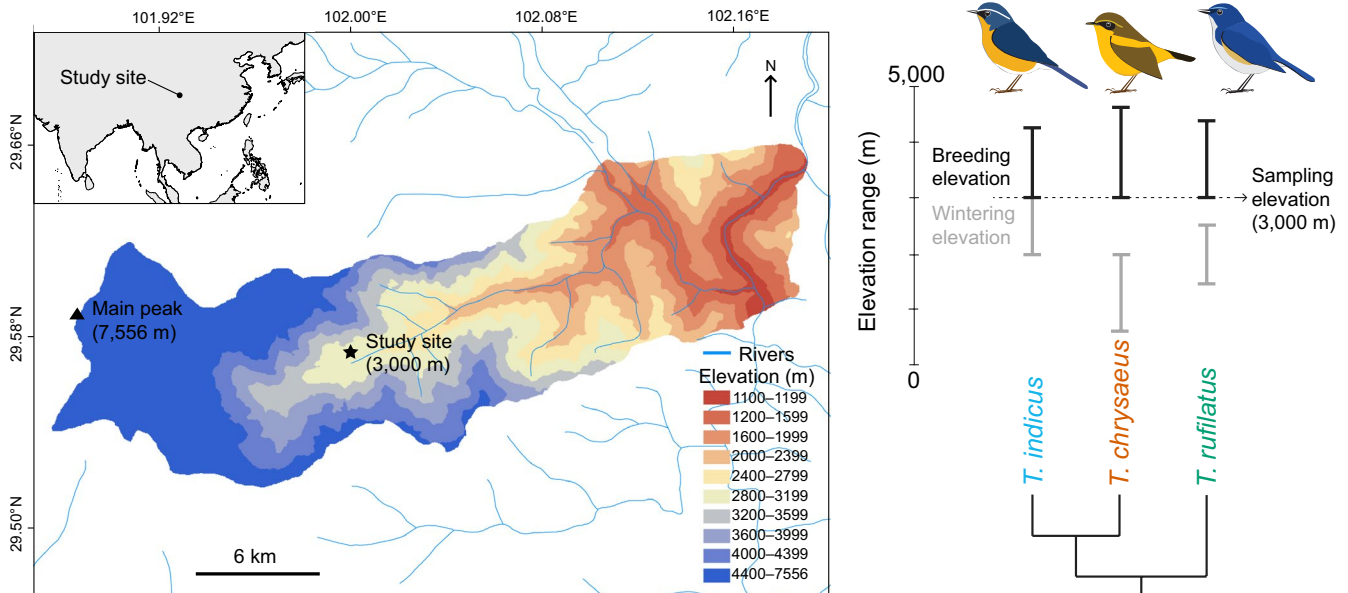 101.92°E
102.00°E
102.08°E
102.16°E
29.66°N
29.58°N
29.50°N
Study site
N
Main peak
(7,556 m)
Study site
(3,000 m)
6 km
Rivers
Elevation (m)
1100–1199
1200–1599
1600–1999
2000–2399
2400–2799
2800–3199
3200–3599
3600–3999
4000–4399
4400–7556
5,000
Elevation range (m)
0
Breeding
elevation
Wintering
elevation
Sampling
elevation
(3,000 m)
T. indicus
T. chrysaeus
T. rufilatus